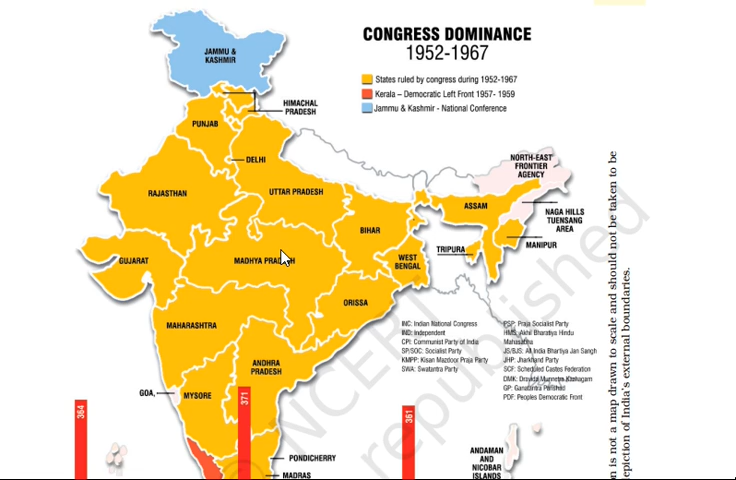 CONGRESS DOMINANCE
1952-1967
States ruled by congress during 1952-1967
Kerala – Democratic Left Front 1957- 1959
Jammu & Kashmir - National Conference
JAMMU &
KASHMIR
HIMACHAL
PRADESH
PUNJAB
DELHI
RAJASTHAN
UTTAR PRADESH
NORTH-EAST
FRONTIER
AGENCY
ASSAM
NAGA HILLS
TUENSANG
AREA
MANIPUR
TRIPURA
BIHAR
WEST
BENGAL
GUJARAT
MADHYA PRADESH
ORISSA
MAHARASHTRA
ANDHRA
PRADESH
GOA
MYSORE
INC: Indian National Congress
IND: Independent
CPI: Communist Party of India
SP/SOC: Socialist Party
KMPP: Kisan Mazdoor Praja Party
SWA: Swatantra Party
PSP: Praja Socialist Party
HMS: Akhil Bharatiya Hindu
Mahasabha
JS/BJS: All India Bhartiya Jan Sangh
JHP: Jharkhand Party
SCF: Scheduled Castes Federation
DMK: Dravida Munnetra Kazhagam
GP: Ganatantra Parishad
PDF: Peoples Democratic Front
364
371
361
PONDICHERRY
MADRAS
ANDAMAN
AND
NICOBAR
ISLANDS
n is not a map drawn to scale and should not be taken to be
depiction of India's external boundaries.
© NCERT
republished